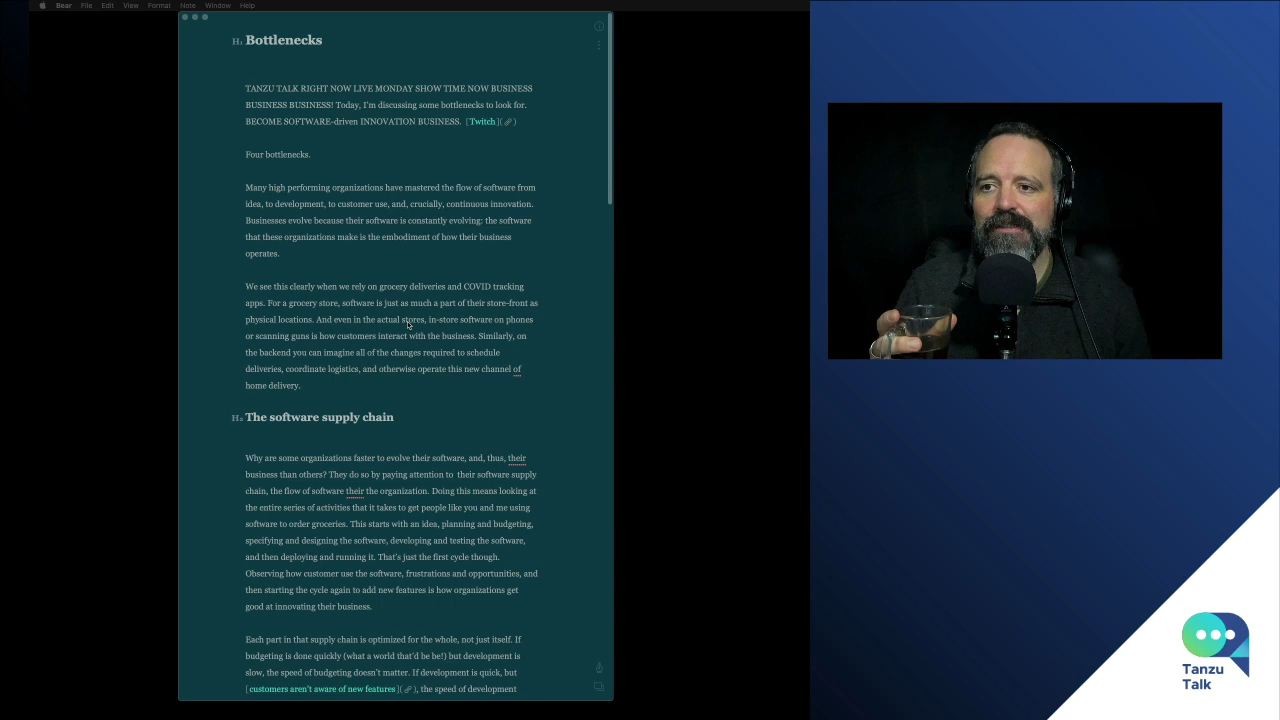 Bear File Edit View Format Note Window Help
H1 Bottlenecks
TANZU TALK RIGHT NOW LIVE MONDAY SHOW TIME NOW BUSINESS
BUSINESS BUSINESS! Today, I'm discussing some bottlenecks to look for.
BECOME SOFTWARE-driven INNOVATION BUSINESS. [Twitch]( )
Four bottlenecks.
Many high performing organizations have mastered the flow of software from
idea, to development, to customer use, and, crucially, continuous innovation.
Businesses evolve because their software is constantly evolving: the software
that these organizations make is the embodiment of how their business
operates.
We see this clearly when we rely on grocery deliveries and COVID tracking
apps. For a grocery store, software is just as much a part of their store-front as
physical locations. And even in the actual stores, in-store software on phones
or scanning guns is how customers interact with the business. Similarly, on
the backend you can imagine all of the changes required to schedule
deliveries, coordinate logistics, and otherwise operate this new channel of
home delivery.
H2 The software supply chain
Why are some organizations faster to evolve their software, and, thus, their
business than others? They do so by paying attention to their software supply
chain, the flow of software their the organization. Doing this means looking at
the entire series of activities that it takes to get people like you and me using
software to order groceries. This starts with an idea, planning and budgeting,
specifying and designing the software, developing and testing the software,
and then deploying and running it. That's just the first cycle though.
Observing how customer use the software, frustrations and opportunities, and
then starting the cycle again to add new features is how organizations get
good at innovating their business.
Each part in that supply chain is optimized for the whole, not just itself. If
budgeting is done quickly (what a world that'd be be!) but development is
slow, the speed of budgeting doesn't matter. If development is quick, but
[customers aren't aware of new features]( ), the speed of development
Tanzu
Talk